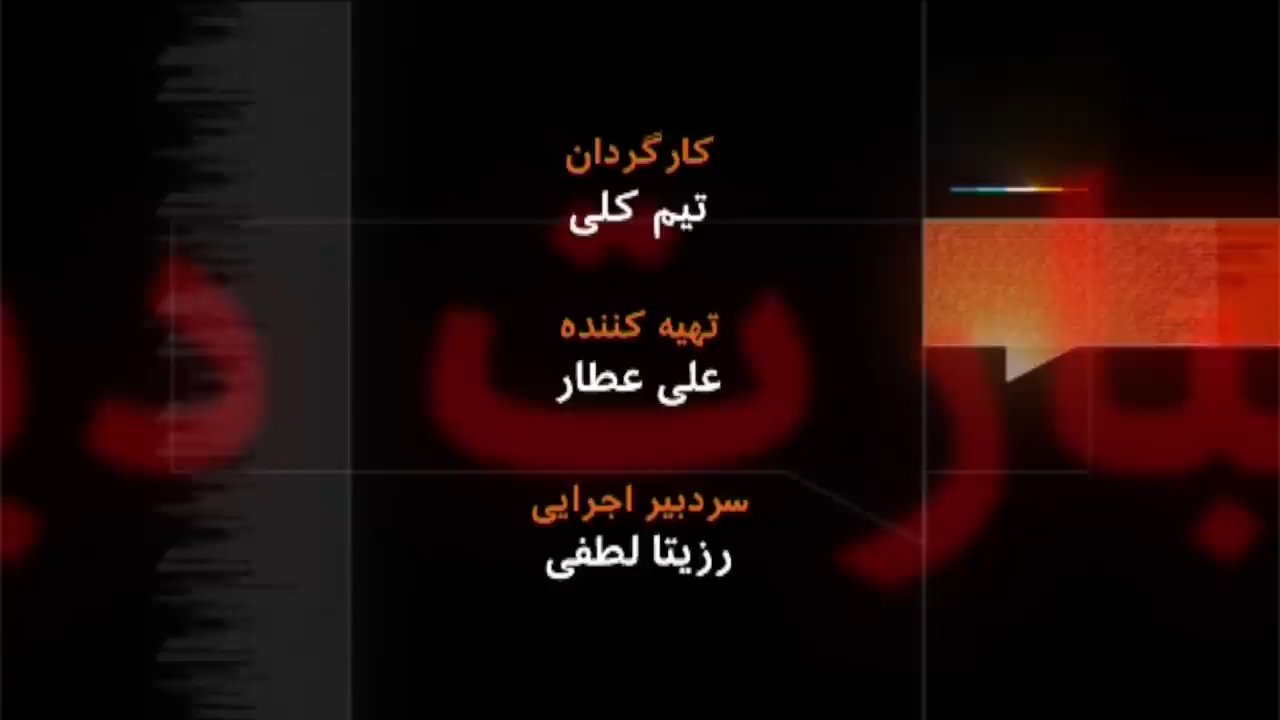 کارگردان
تیم کلی
تهیه کننده
علی عطار
سردبیر اجرایی
رزیتا لطفی